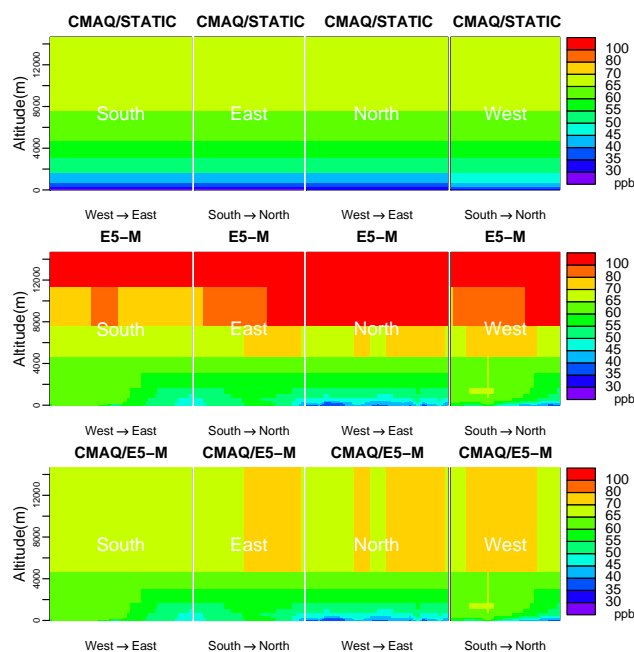 CMAQ/STATIC CMAQ/STATIC CMAQ/STATIC CMAQ/STATIC
Altitude(m)
0 4000 8000 12000
South East North West
100
80
70
65
60
55
50
45
40
35
30
ppb
West → East South → North West → East South → North
E5−M E5−M E5−M E5−M
Altitude(m)
0 4000 8000 12000
South East North West
100
80
70
65
60
55
50
45
40
35
30
ppb
West → East South → North West → East South → North
CMAQ/E5−M CMAQ/E5−M CMAQ/E5−M CMAQ/E5−M
Altitude(m)
0 4000 8000 12000
South East North West
100
80
70
65
60
55
50
45
40
35
30
ppb
West → East South → North West → East South → North